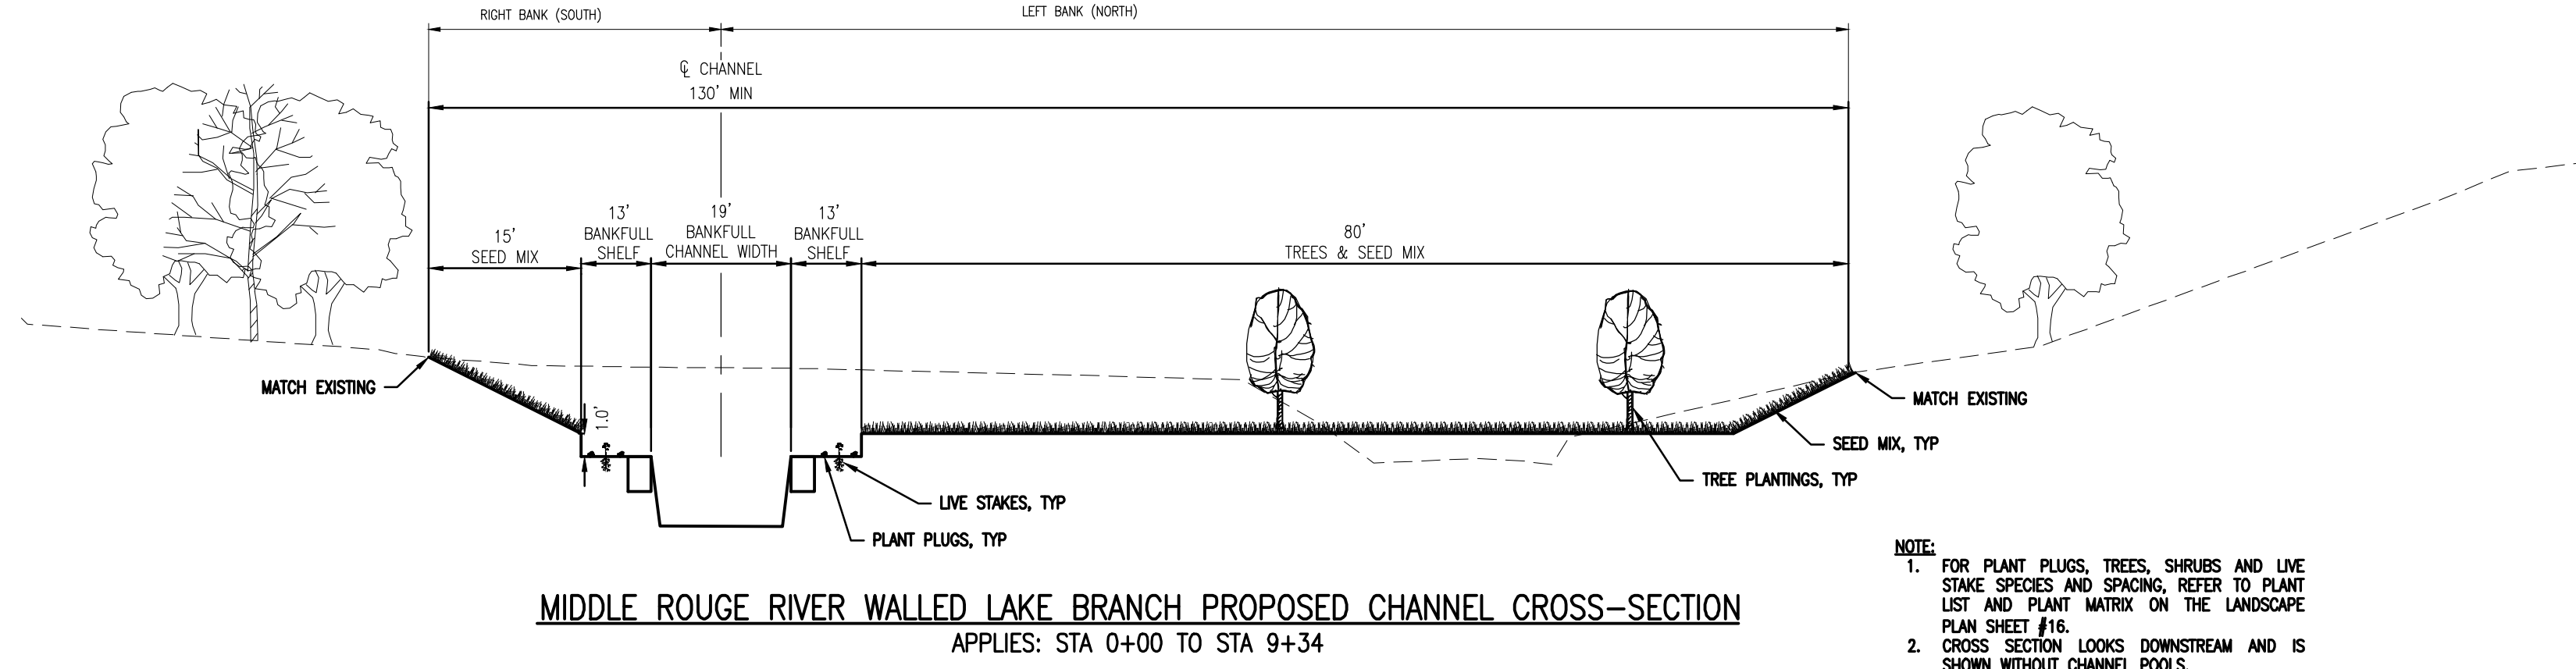 RIGHT BANK (SOUTH)
LEFT BANK (NORTH)
℄ CHANNEL
130' MIN
15'
SEED MIX
13'
BANKFULL
SHELF
19'
BANKFULL
CHANNEL WIDTH
13'
BANKFULL
SHELF
80'
TREES & SEED MIX
MATCH EXISTING
1.0'
MATCH EXISTING
SEED MIX, TYP
TREE PLANTINGS, TYP
LIVE STAKES, TYP
PLANT PLUGS, TYP
MIDDLE ROUGE RIVER WALLED LAKE BRANCH PROPOSED CHANNEL CROSS-SECTION
APPLIES: STA 0+00 TO STA 9+34
NOTE:
1. FOR PLANT PLUGS, TREES, SHRUBS AND LIVE
STAKE SPECIES AND SPACING, REFER TO PLANT
LIST AND PLANT MATRIX ON THE LANDSCAPE
PLAN SHEET #16.
2. CROSS SECTION LOOKS DOWNSTREAM AND IS
SHOWN WITHOUT CHANNEL POOLS.